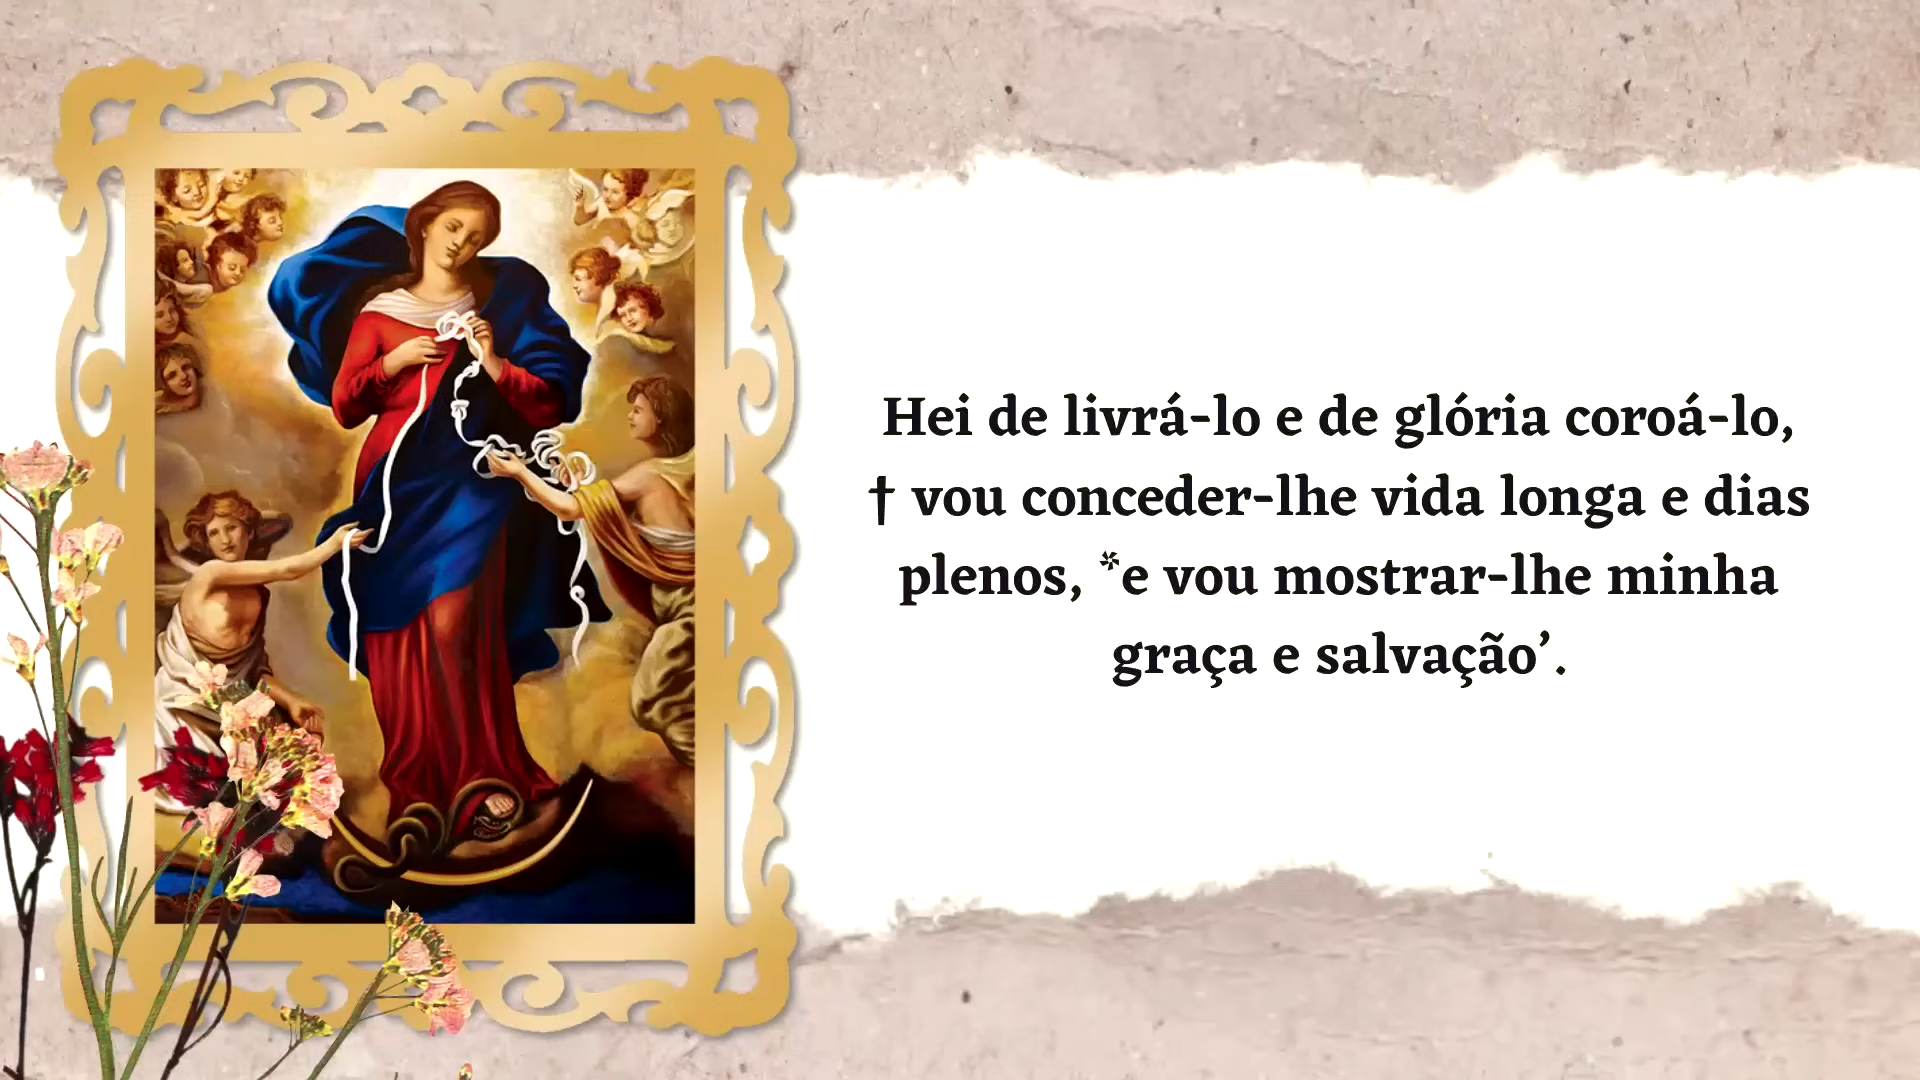 Hei de livrá-lo e de glória coroá-lo,
† vou conceder-lhe vida longa e dias
plenos, *e vou mostrar-lhe minha
graça e salvação’.